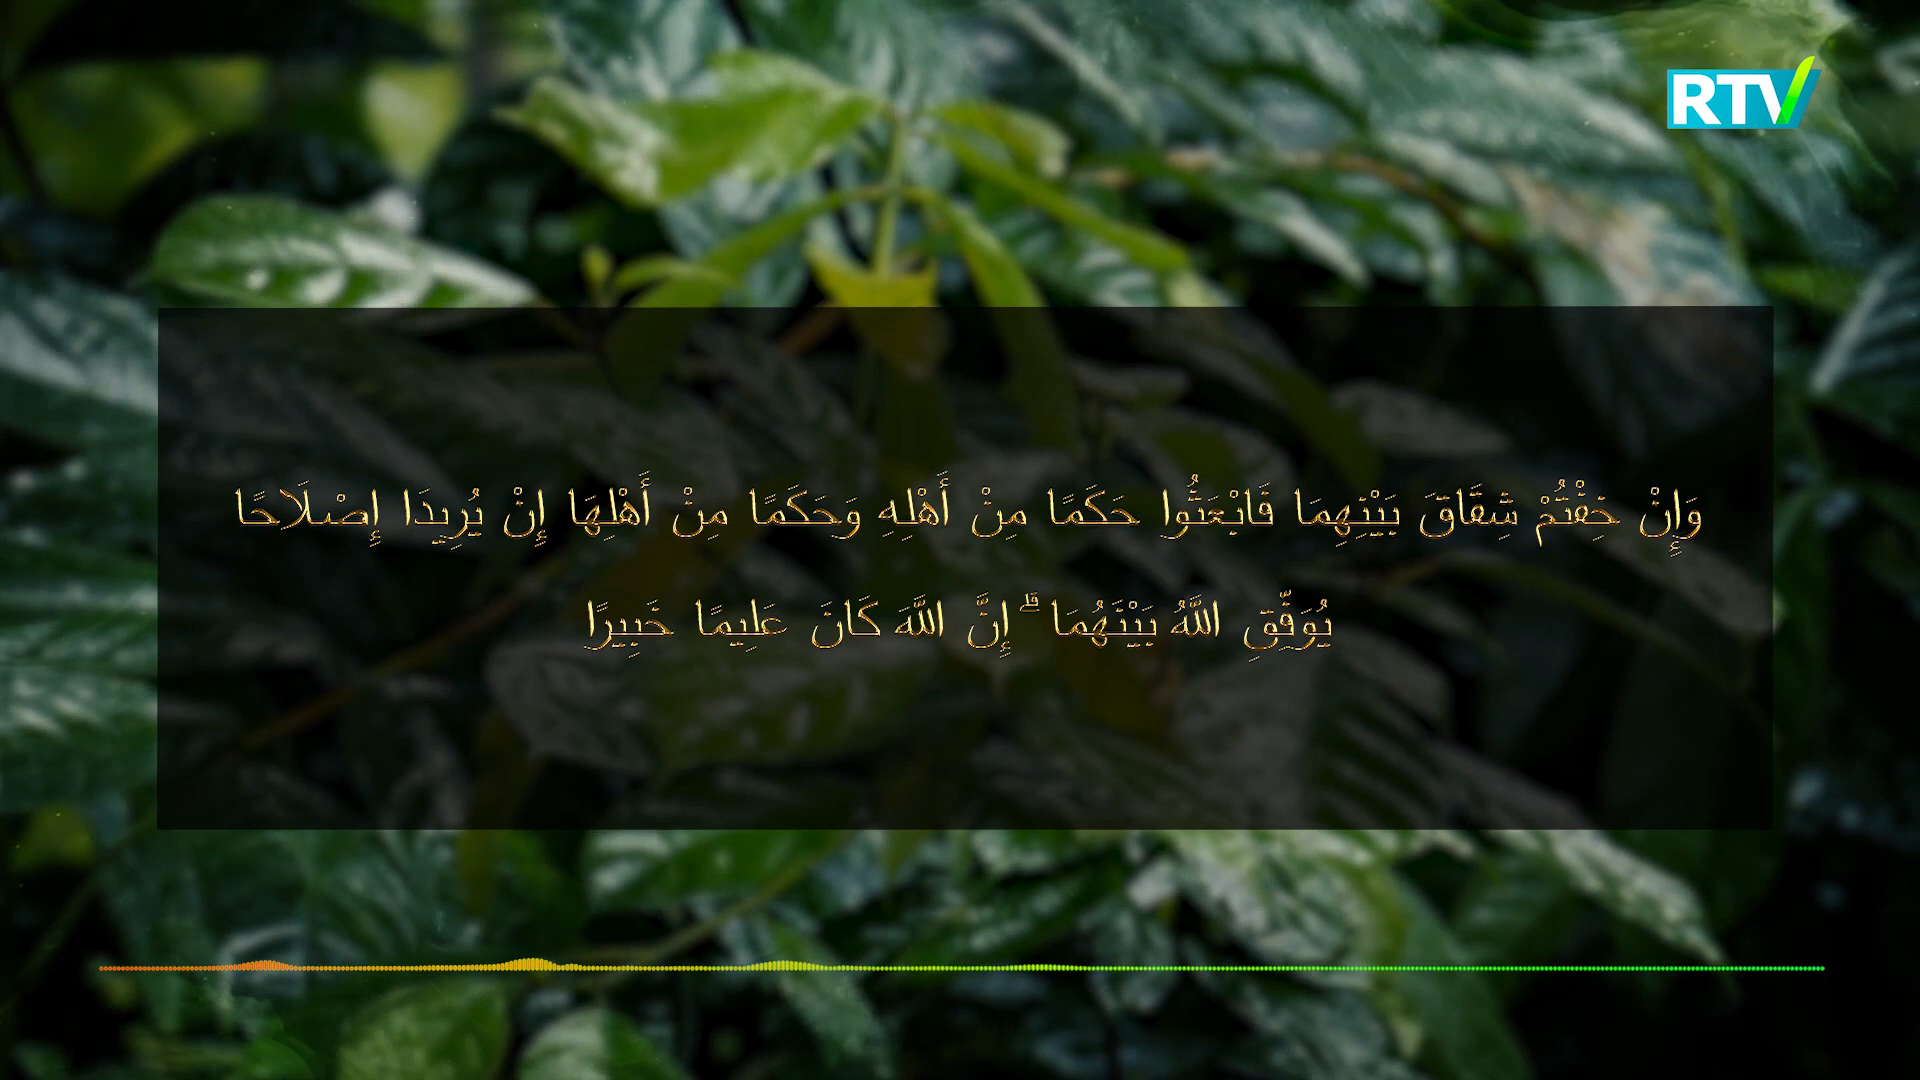 RTV
وَإِنْ خِفْتُمْ شِقَاقَ بَيْنِهِمَا فَابْعَثُوا حَكَمًا مِنْ أَهْلِهِ وَحَكَمًا مِنْ أَهْلِهَا إِنْ يُرِيدَا إِصْلَاحًا
يُوَفِّقِ اللَّهُ بَيْنَهُمَا ۗ إِنَّ اللَّهَ كَانَ عَلِيمًا خَبِيرًا